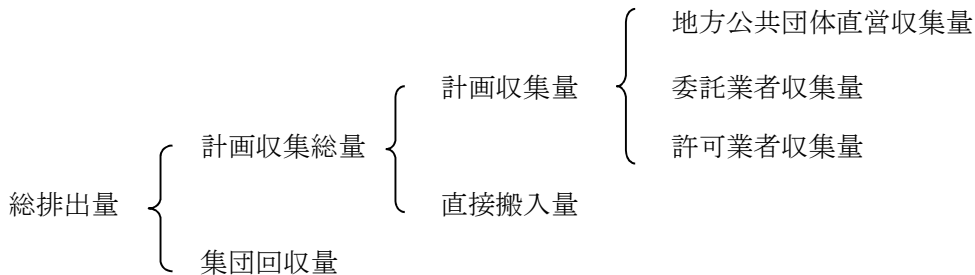 地方公共団体直営収集量
計画収集量
委託業者収集量
計画収集総量
許可業者収集量
総排出量
直接搬入量
集団回収量